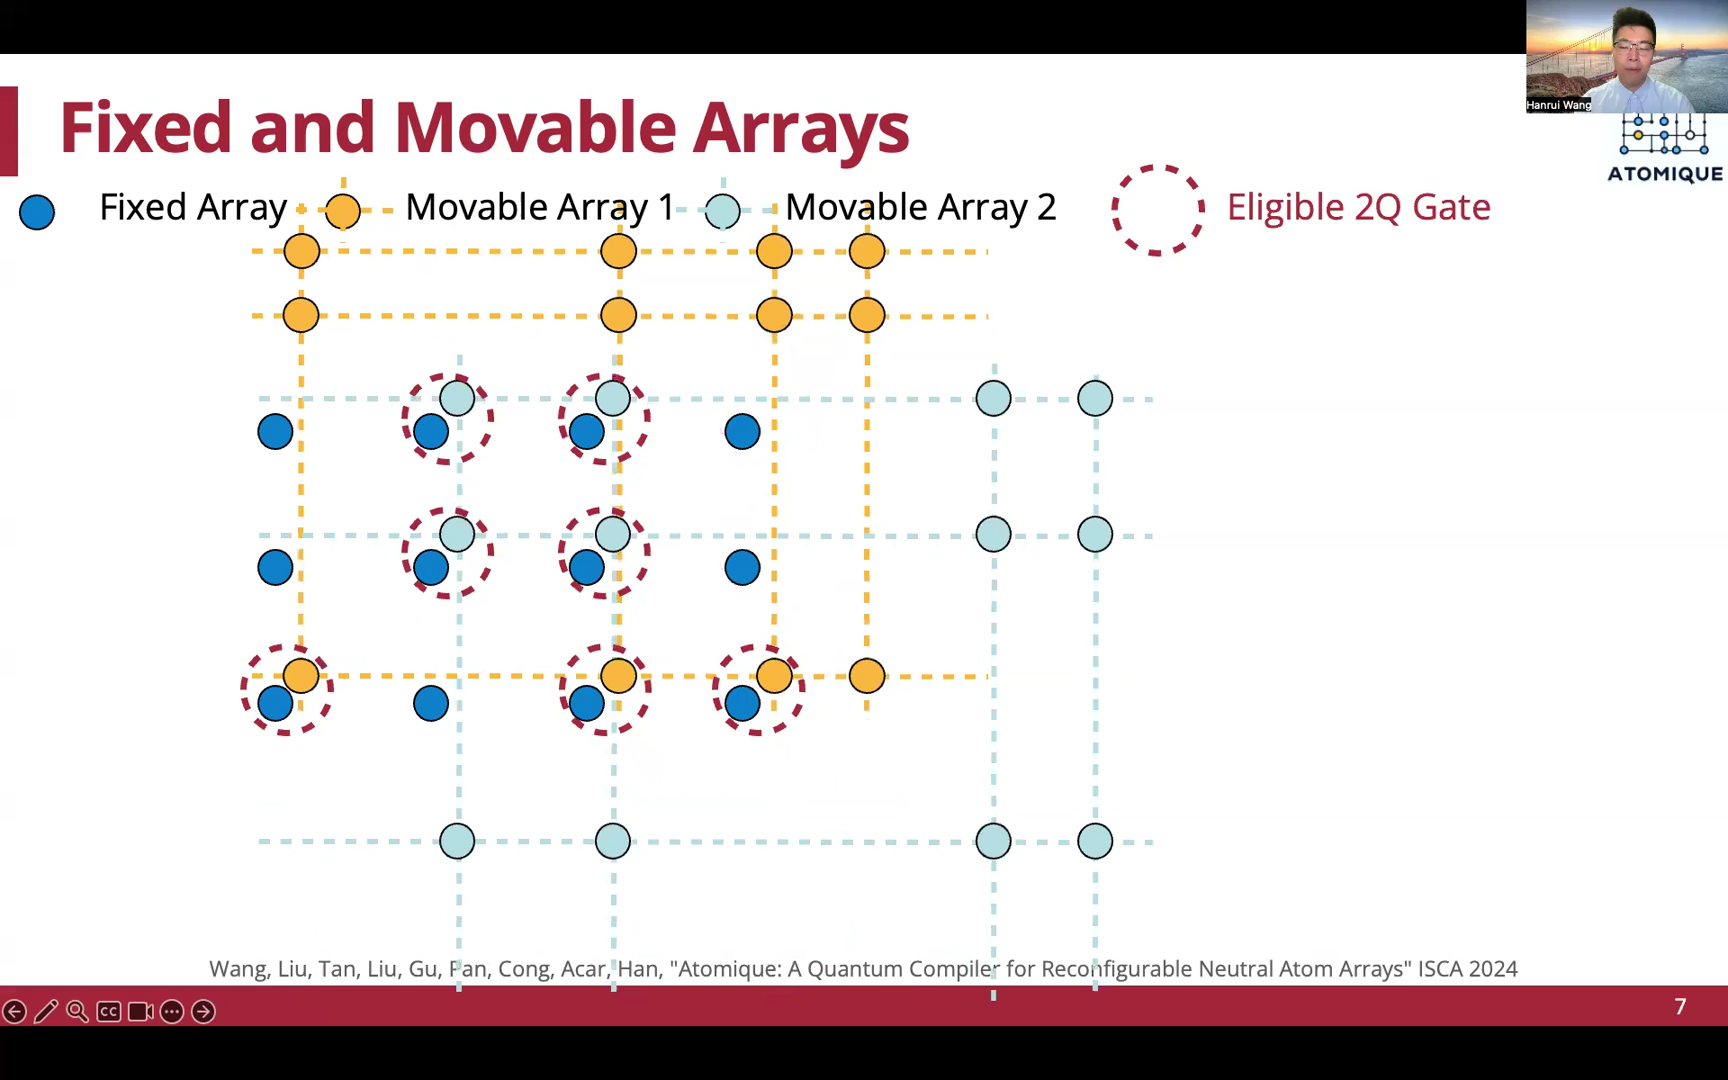 Hanrui Wang
Fixed and Movable Arrays
ATOMIQUE
Fixed Array
Movable Array 1
Movable Array 2
Eligible 2Q Gate
Wang, Liu, Tan, Liu, Gu, Pan, Cong, Acar, Han, "Atomique: A Quantum Compiler for Reconfigurable Neutral Atom Arrays" ISCA 2024
CC
7